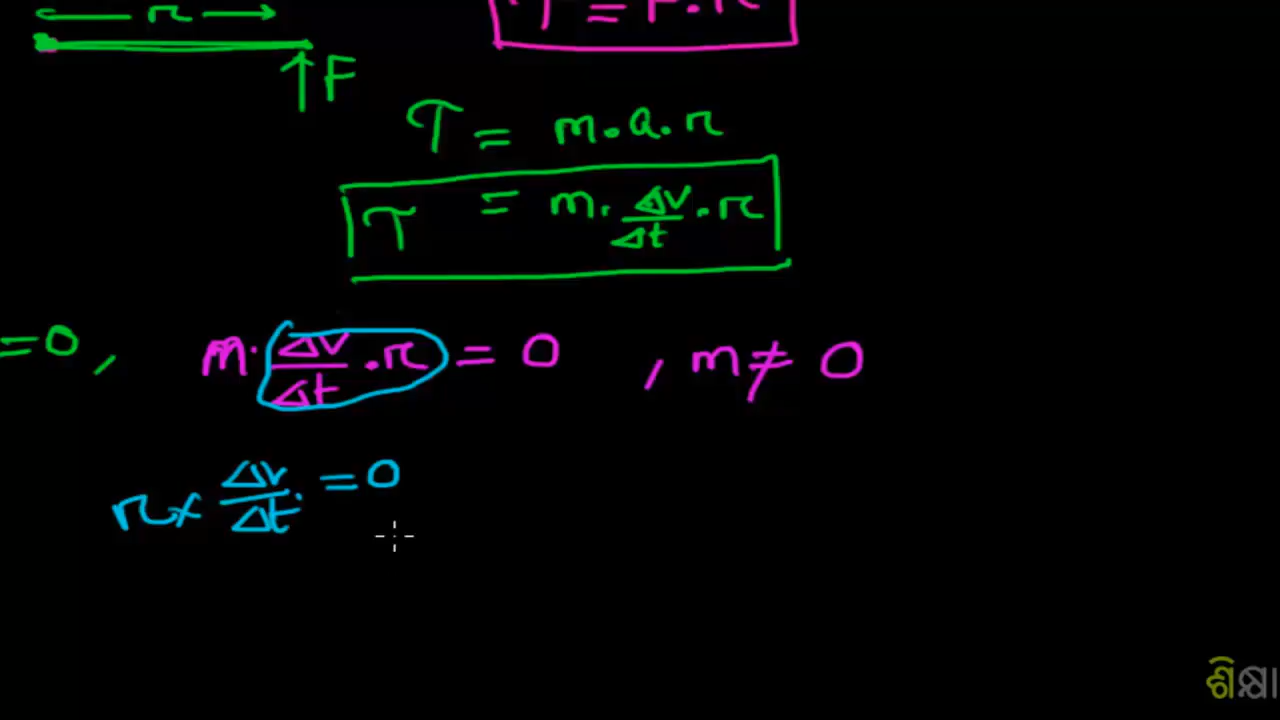 r
T = F.r
F
T = m.a.r
T = m. Δv/Δt .r
=0, m. Δv/Δt .r = 0 , m ≠ 0
r× Δv/Δt. =0
ଶିକ୍ଷା